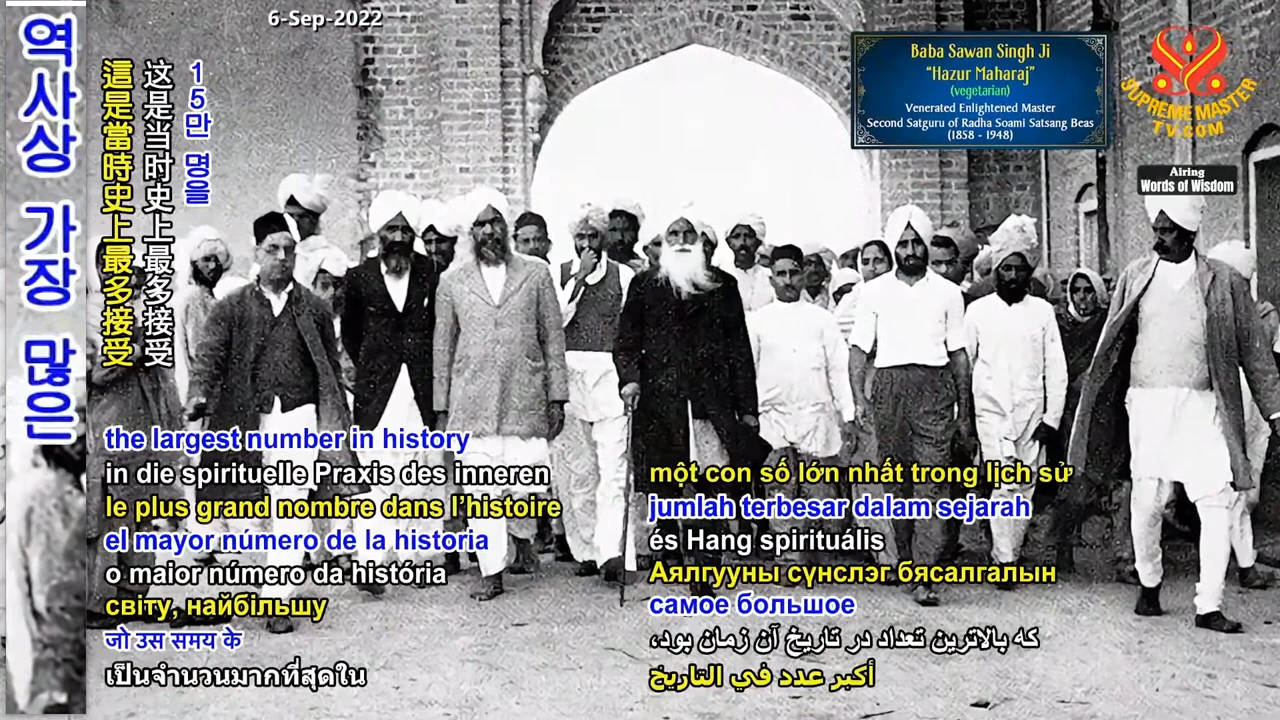 6-Sep-2022
역사상 가장 많은
15만 명을
这是当时史上最多接受
這是當時史上最多接受
Baba Sawan Singh Ji
“Hazur Maharaj”
(vegetarian)
Venerated Enlightened Master
Second Satguru of Radha Soami Satsang Beas
(1858 - 1948)
SUPREME MASTER
TV.COM
Airing
Words of Wisdom
the largest number in history
in die spirituelle Praxis des inneren
le plus grand nombre dans l’histoire
el mayor número de la historia
o maior número da história
світу, найбільшу
जो उस समय के
เป็นจำนวนมากที่สุดใน
một con số lớn nhất trong lịch sử
jumlah terbesar dalam sejarah
és Hang spirituális
Аялгууны сүнслэг бясалгалын
самое большое
که بالاترین تعداد در تاریخ آن زمان بود،
أكبر عدد في التاريخ